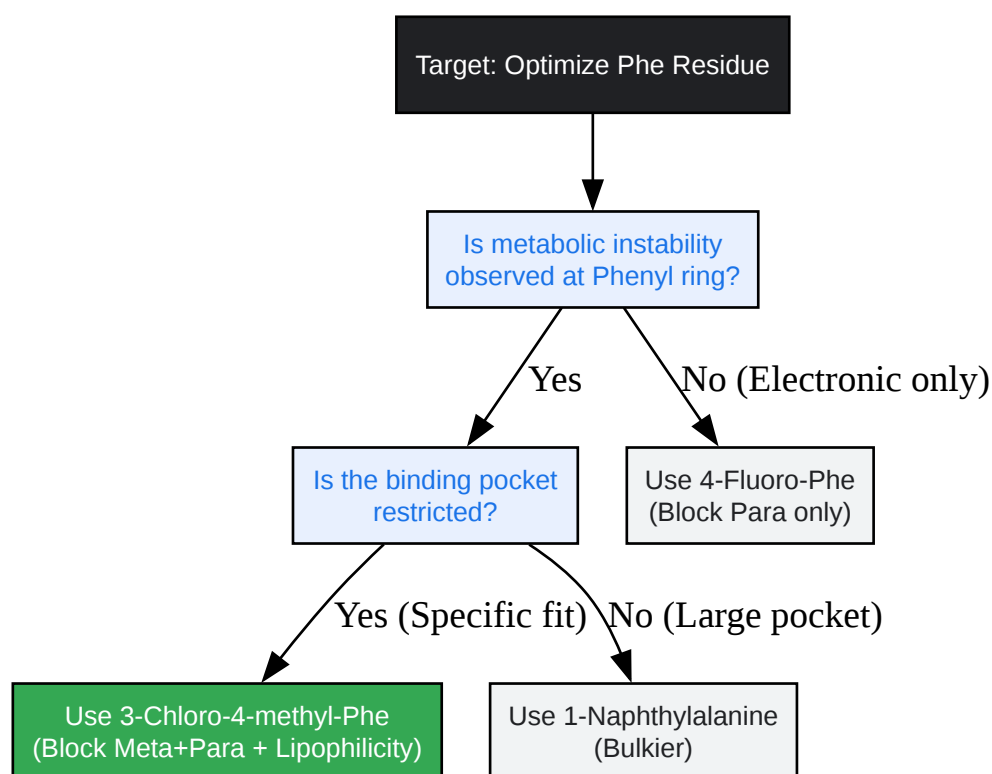 Target: Optimize Phe Residue
Is metabolic instability
observed at Phenyl ring?
Yes
No (Electronic only)
Is the binding pocket
restricted?
Use 4-Fluoro-Phe
(Block Para only)
Yes (Specific fit)
No (Large pocket)
Use 3-Chloro-4-methyl-Phe
(Block Meta+Para + Lipophilicity)
Use 1-Naphthylalanine
(Bulkier)